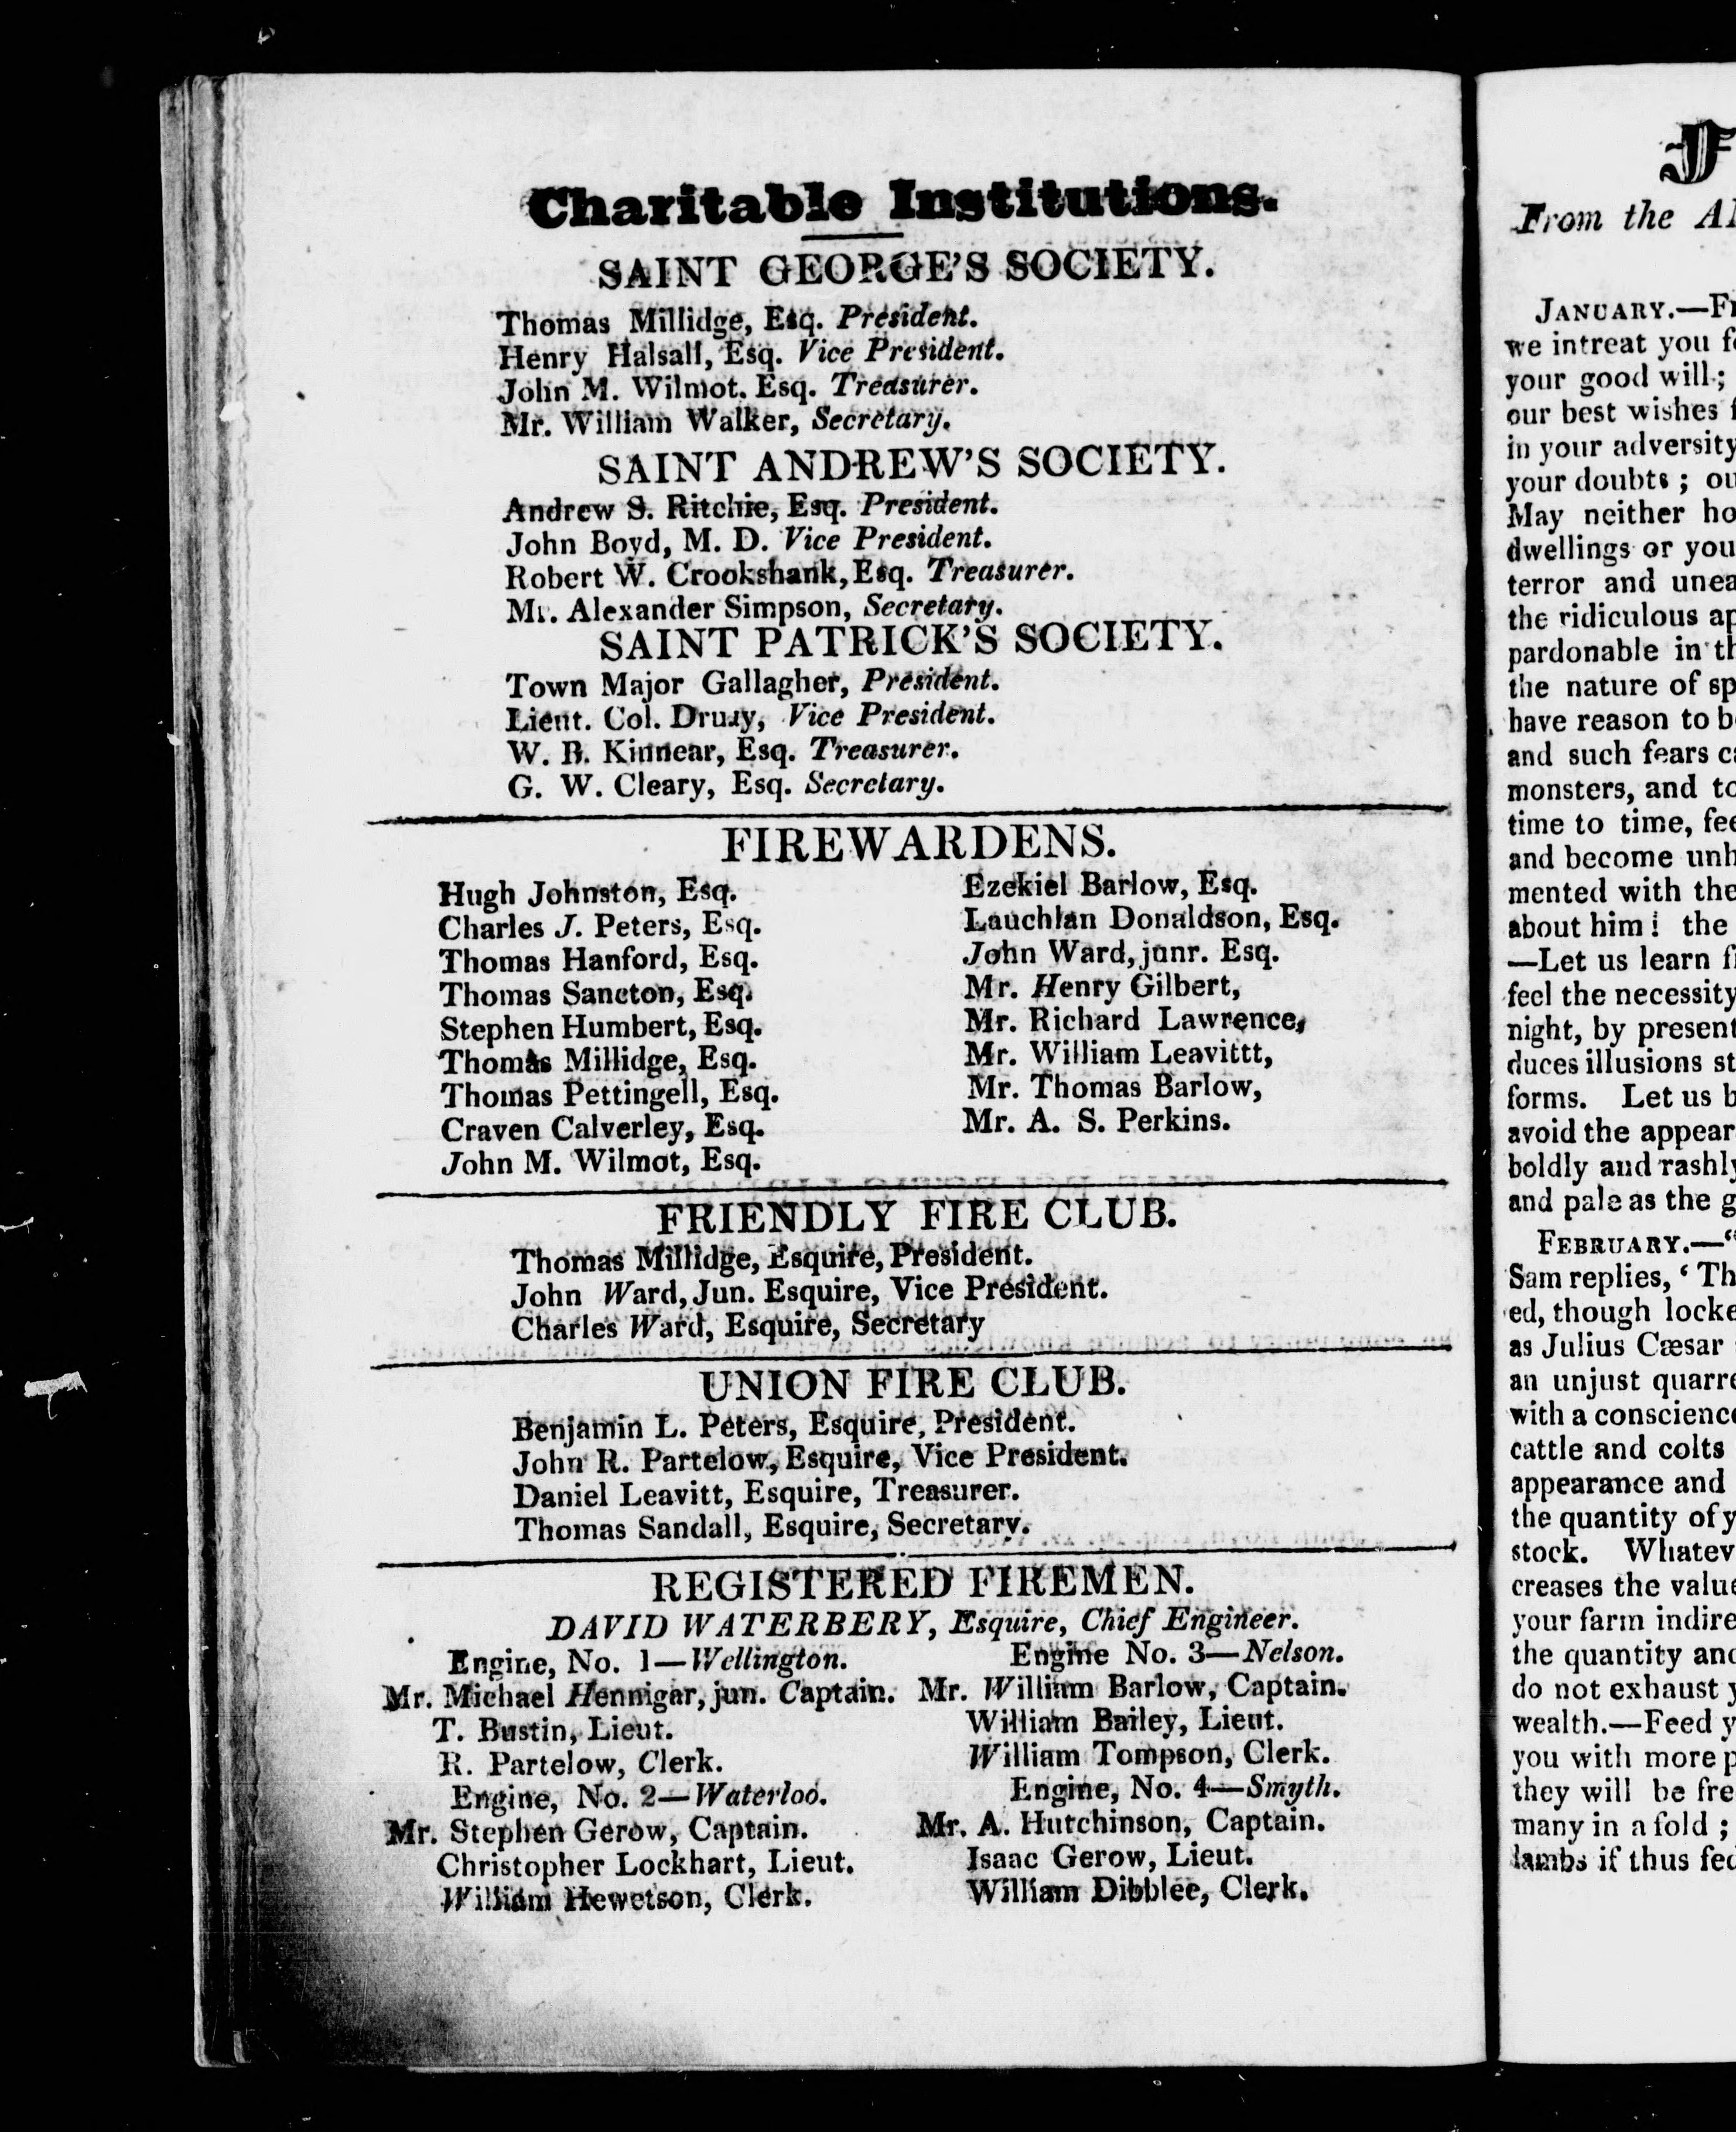 Charitable Institutions.
SAINT GEORGE'S SOCIETY.
Thomas Millidge, Esq. President.
Henry Halsall, Esq. Vice President.
John M. Wilmot, Esq. Treasurer.
Mr. William Walker, Secretary.
SAINT ANDREW'S SOCIETY.
Andrew S. Ritchie, Esq. President.
John Boyd, M. D. Vice President.
Robert W. Crookshank, Esq. Treasurer.
Mr. Alexander Simpson, Secretary.
SAINT PATRICK'S SOCIETY.
Town Major Gallagher, President.
Lieut. Col. Drury, Vice President.
W. B. Kinnear, Esq. Treasurer.
G. W. Cleary, Esq. Secretary.
FIREWARDENS.
Hugh Johnston, Esq.
Charles J. Peters, Esq.
Thomas Hanford, Esq.
Thomas Sancton, Esq.
Stephen Humbert, Esq.
Thomas Millidge, Esq.
Thomas Pettingell, Esq.
Craven Calverley, Esq.
John M. Wilmot, Esq.
Ezekiel Barlow, Esq.
Lauchlan Donaldson, Esq.
John Ward, junr. Esq.
Mr. Henry Gilbert,
Mr. Richard Lawrence,
Mr. William Leavittt,
Mr. Thomas Barlow,
Mr. A. S. Perkins.
FRIENDLY FIRE CLUB.
Thomas Millidge, Esquire, President.
John Ward, Jun. Esquire, Vice President.
Charles Ward, Esquire, Secretary
UNION FIRE CLUB.
Benjamin L. Peters, Esquire, President.
John R. Partelow, Esquire, Vice President.
Daniel Leavitt, Esquire, Treasurer.
Thomas Sandall, Esquire, Secretary.
REGISTERED FIREMEN.
DAVID WATERBERY, Esquire, Chief Engineer.
Engine, No. 1—Wellington.
Mr. Michael Hennigar, jun. Captain.
T. Bustin, Lieut.
R. Partelow, Clerk.
Engine, No. 2—Waterloo.
Mr. Stephen Gerow, Captain.
Christopher Lockhart, Lieut.
William Hewetson, Clerk.
Engine No. 3—Nelson.
Mr. William Barlow, Captain.
William Bailey, Lieut.
William Tompson, Clerk.
Engine, No. 4—Smyth.
Mr. A. Hutchinson, Captain.
Isaac Gerow, Lieut.
William Dibblee, Clerk.
From the
JANUARY.—
we intreat you
your good will;
our best wishes
in your adversity
your doubts;
May neither
dwellings or you
terror and
the ridiculous
pardonable in
the nature of
have reason to
and such fears
monsters, and
time to time,
and become
mented with the
about him! the
—Let us learn
feel the necessity
night, by present
duces illusions
forms. Let us
avoid the appear
boldly and rashly
and pale as the
FEBRUARY.—"
Sam replies, '
ed, though locke
as Julius Cæsar
an unjust quarre
with a conscience
cattle and colts
appearance and
the quantity of
stock. Whatev
creases the value
your farm indire
the quantity and
do not exhaust
wealth.—Feed
you with more
they will be fre
many in a fold;
lambs if thus fed